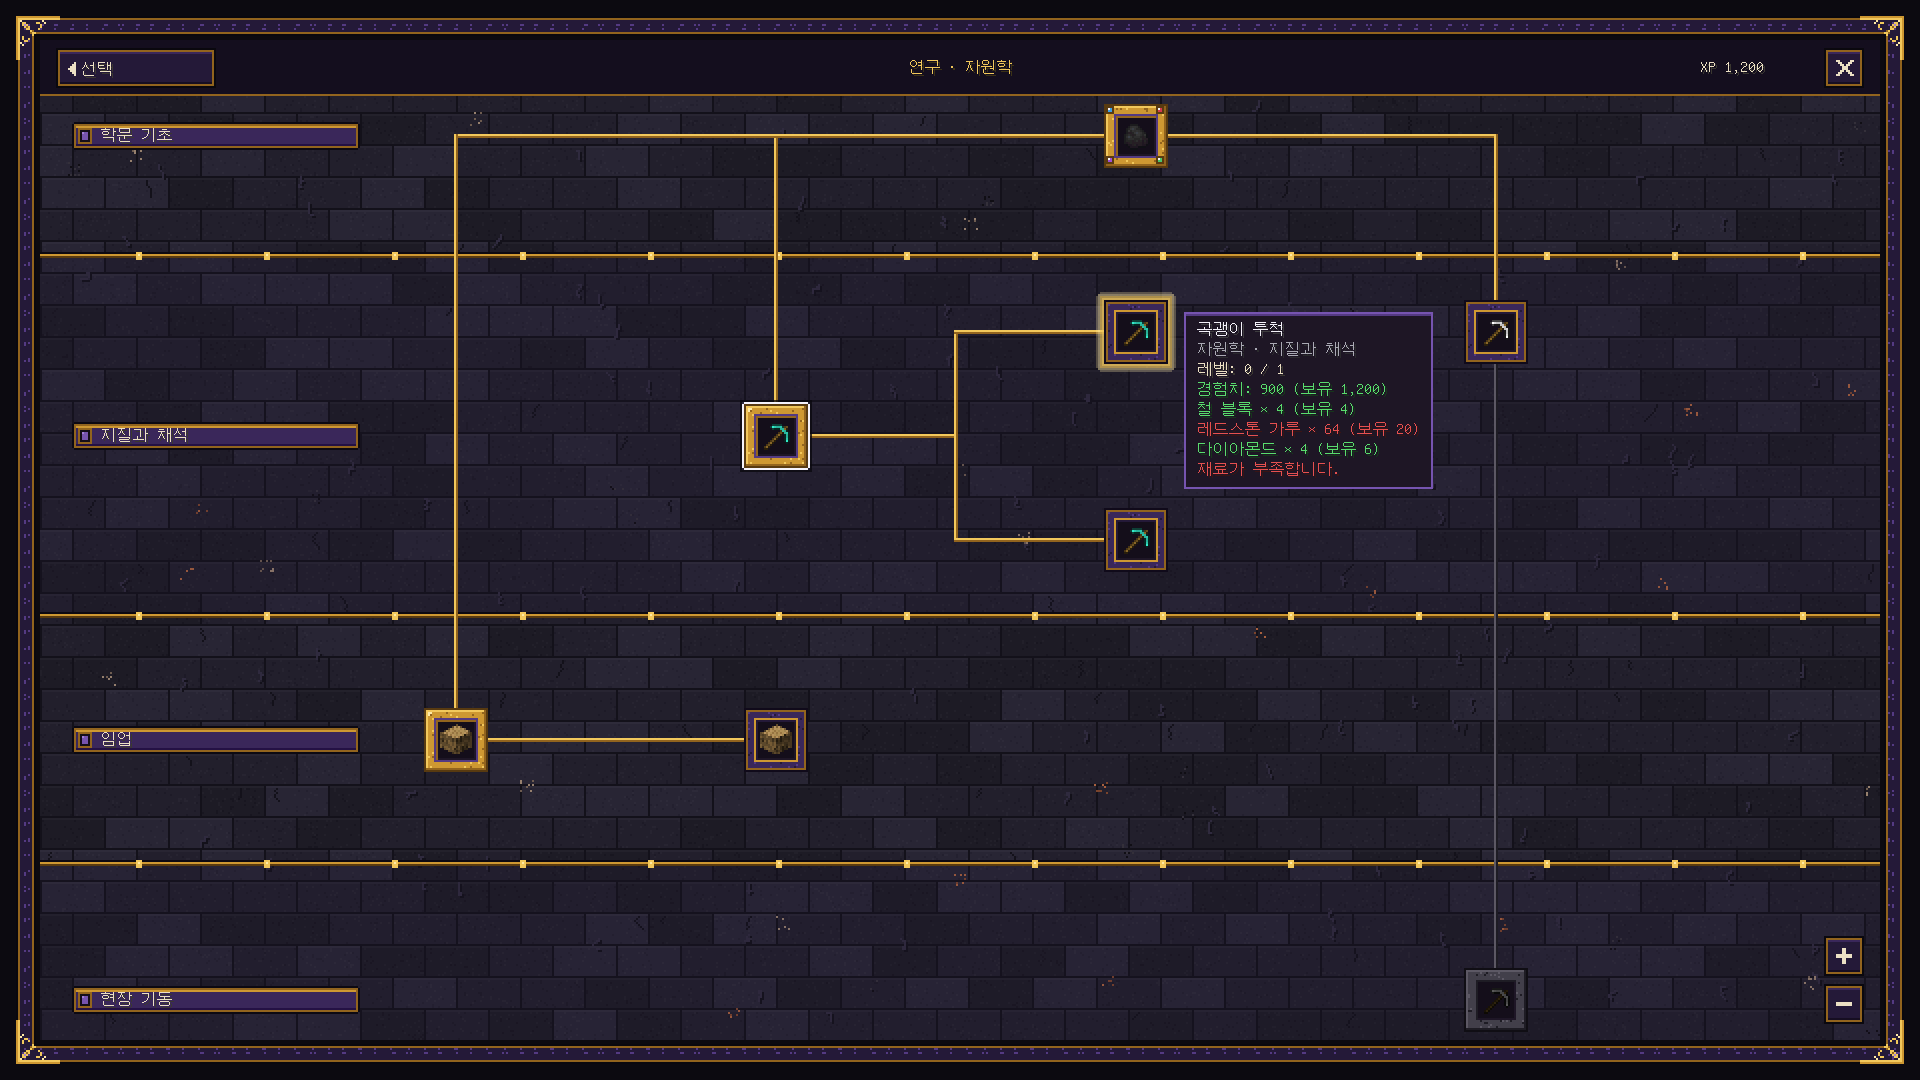 선택
연구 · 자원학
XP 1,200
학문 기초
곡괭이 투척
자원학 · 지질과 채석
레벨: 0 / 1
경험치: 900 (보유 1,200)
철 블록 × 4 (보유 4)
레드스톤 가루 × 64 (보유 20)
다이아몬드 × 4 (보유 6)
재료가 부족합니다.
지질과 채석
임업
현장 기동